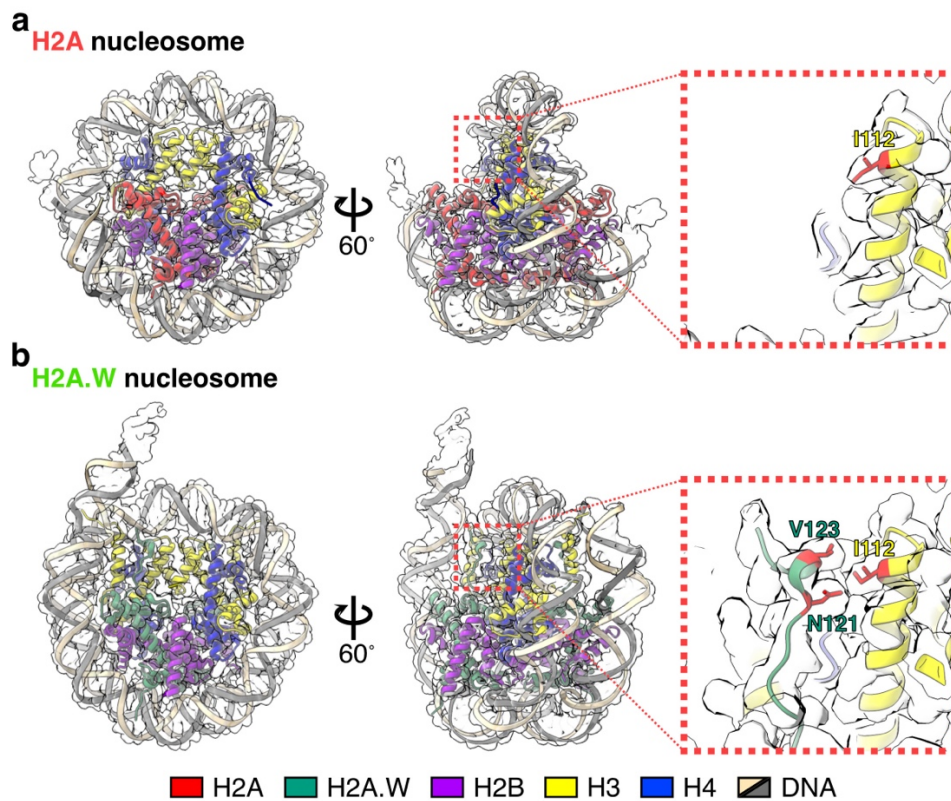 a
H2A nucleosome
60°
I112
b
H2A.W nucleosome
60°
V123
I112
N121
H2A H2A.W H2B H3 H4 DNA